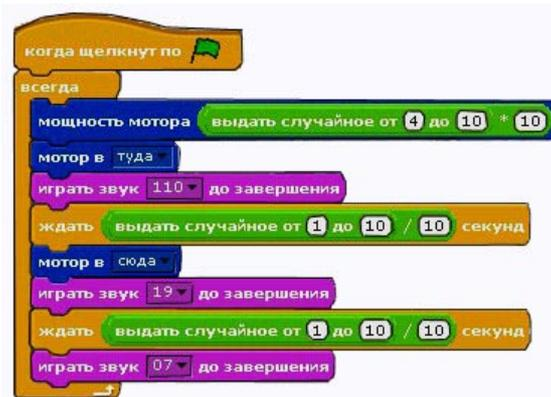 когда щелкнут по
всегда
мощность мотора выдать случайное от 4 до 10 * 10
мотор в туда
играть звук 110 до завершения
ждать выдать случайное от 1 до 10 / 10 секунд
мотор в сюда
играть звук 19 до завершения
ждать выдать случайное от 1 до 10 / 10 секунд
играть звук 07 до завершения